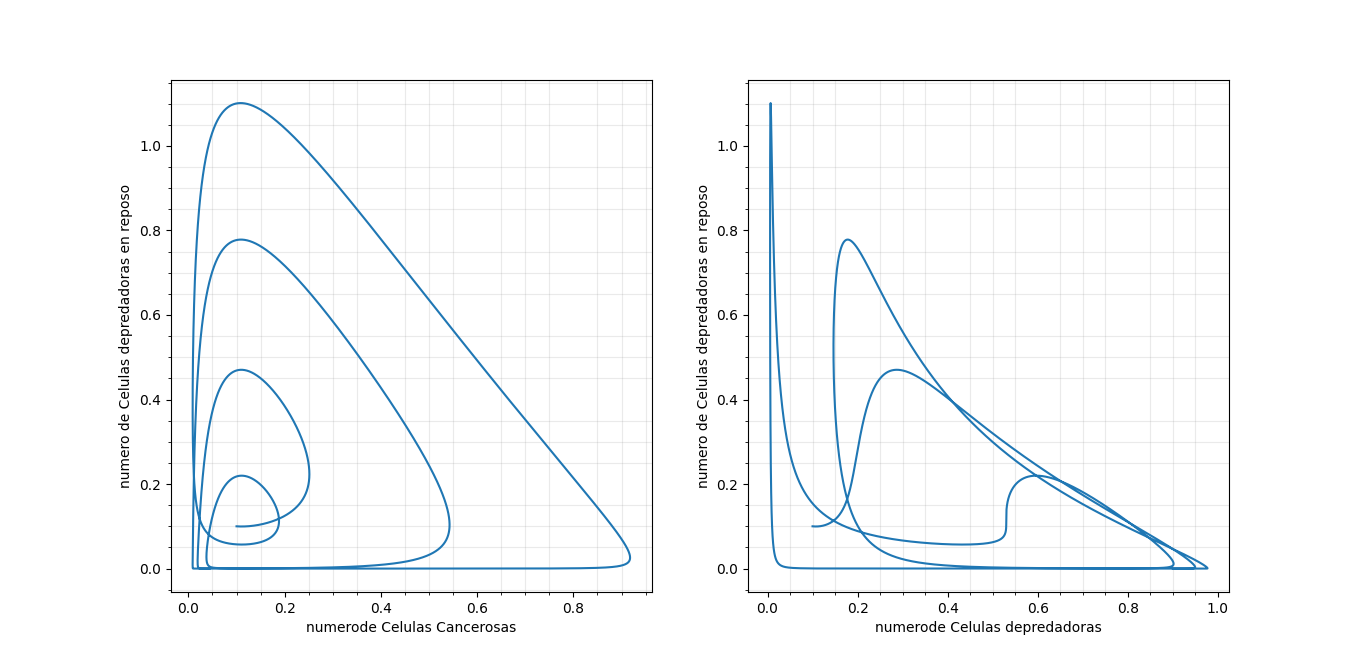 numero de Celulas depredadoras en reposo
1.0
0.8
0.6
0.4
0.2
0.0
0.0 0.2 0.4 0.6 0.8
numerode Celulas Cancerosas
numero de Celulas depredadoras en reposo
1.0
0.8
0.6
0.4
0.2
0.0
0.0 0.2 0.4 0.6 0.8 1.0
numerode Celulas depredadoras